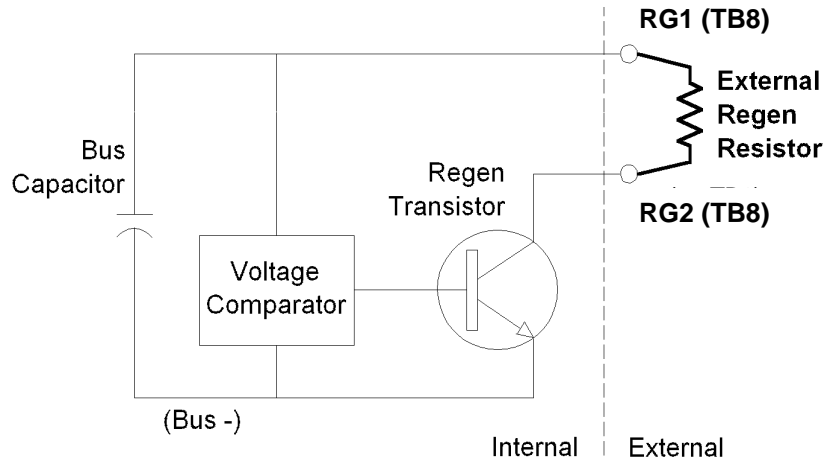 RG1 (TB8)
External
Regen
Resistor
Bus
Capacitor
Regen
Transistor
RG2 (TB8)
Voltage
Comparator
(Bus -)
Internal
External